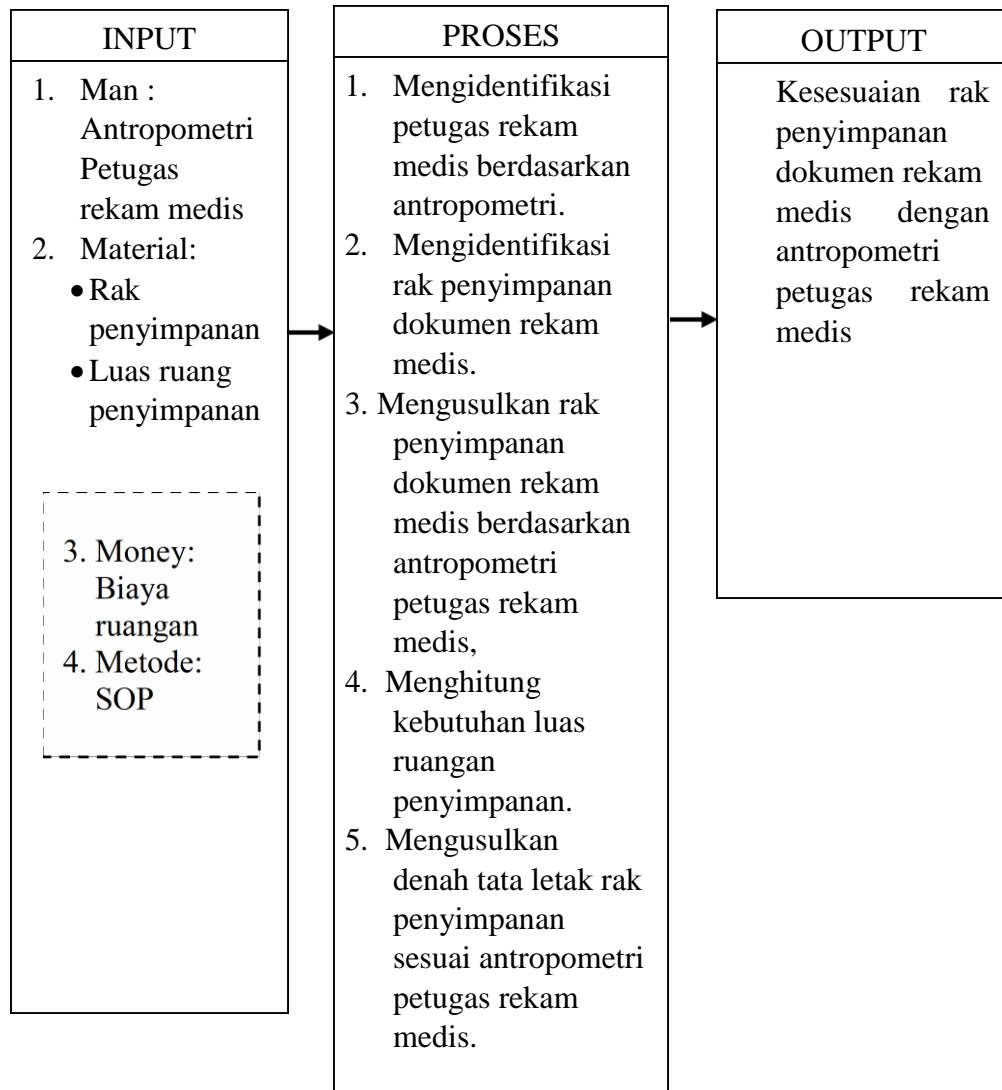 INPUT
1. Man :
Antropometri
Petugas
rekam medis
2. Material:
• Rak
penyimpanan
• Luas ruang
penyimpanan
3. Money:
Biaya
ruangan
4. Metode:
SOP
PROSES
1. Mengidentifikasi
petugas rekam
medis berdasarkan
antropometri.
2. Mengidentifikasi
rak penyimpanan
dokumen rekam
medis.
3. Mengusulkan rak
penyimpanan
dokumen rekam
medis berdasarkan
antropometri
petugas rekam
medis,
4. Menghitung
kebutuhan luas
ruangan
penyimpanan.
5. Mengusulkan
denah tata letak rak
penyimpanan
sesuai antropometri
petugas rekam
medis.
OUTPUT
Kesesuaian rak
penyimpanan
dokumen rekam
medis dengan
antropometri
petugas rekam
medis